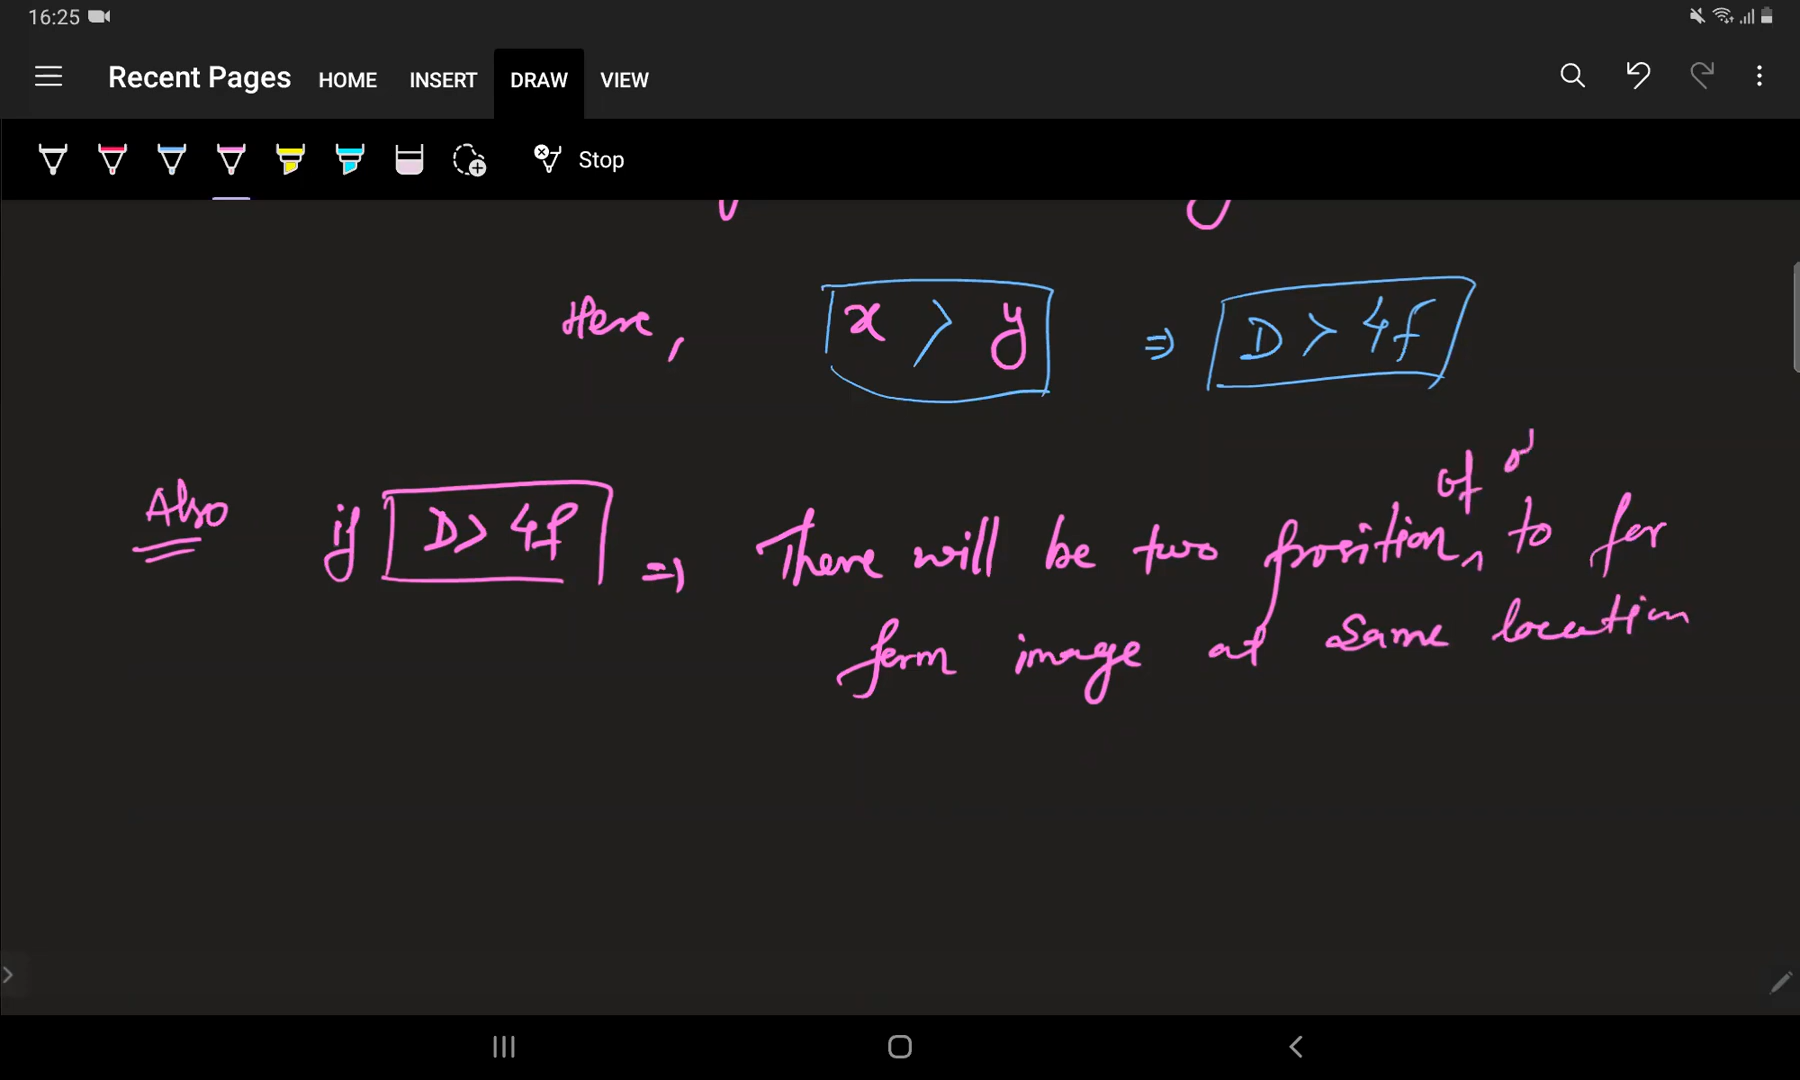 16:25
Recent Pages HOME INSERT DRAW VIEW
Stop
Here, x > y ⇒ D > 4f
Also if D > 4f ⇒ There will be two position, to for
of o
form image at same location